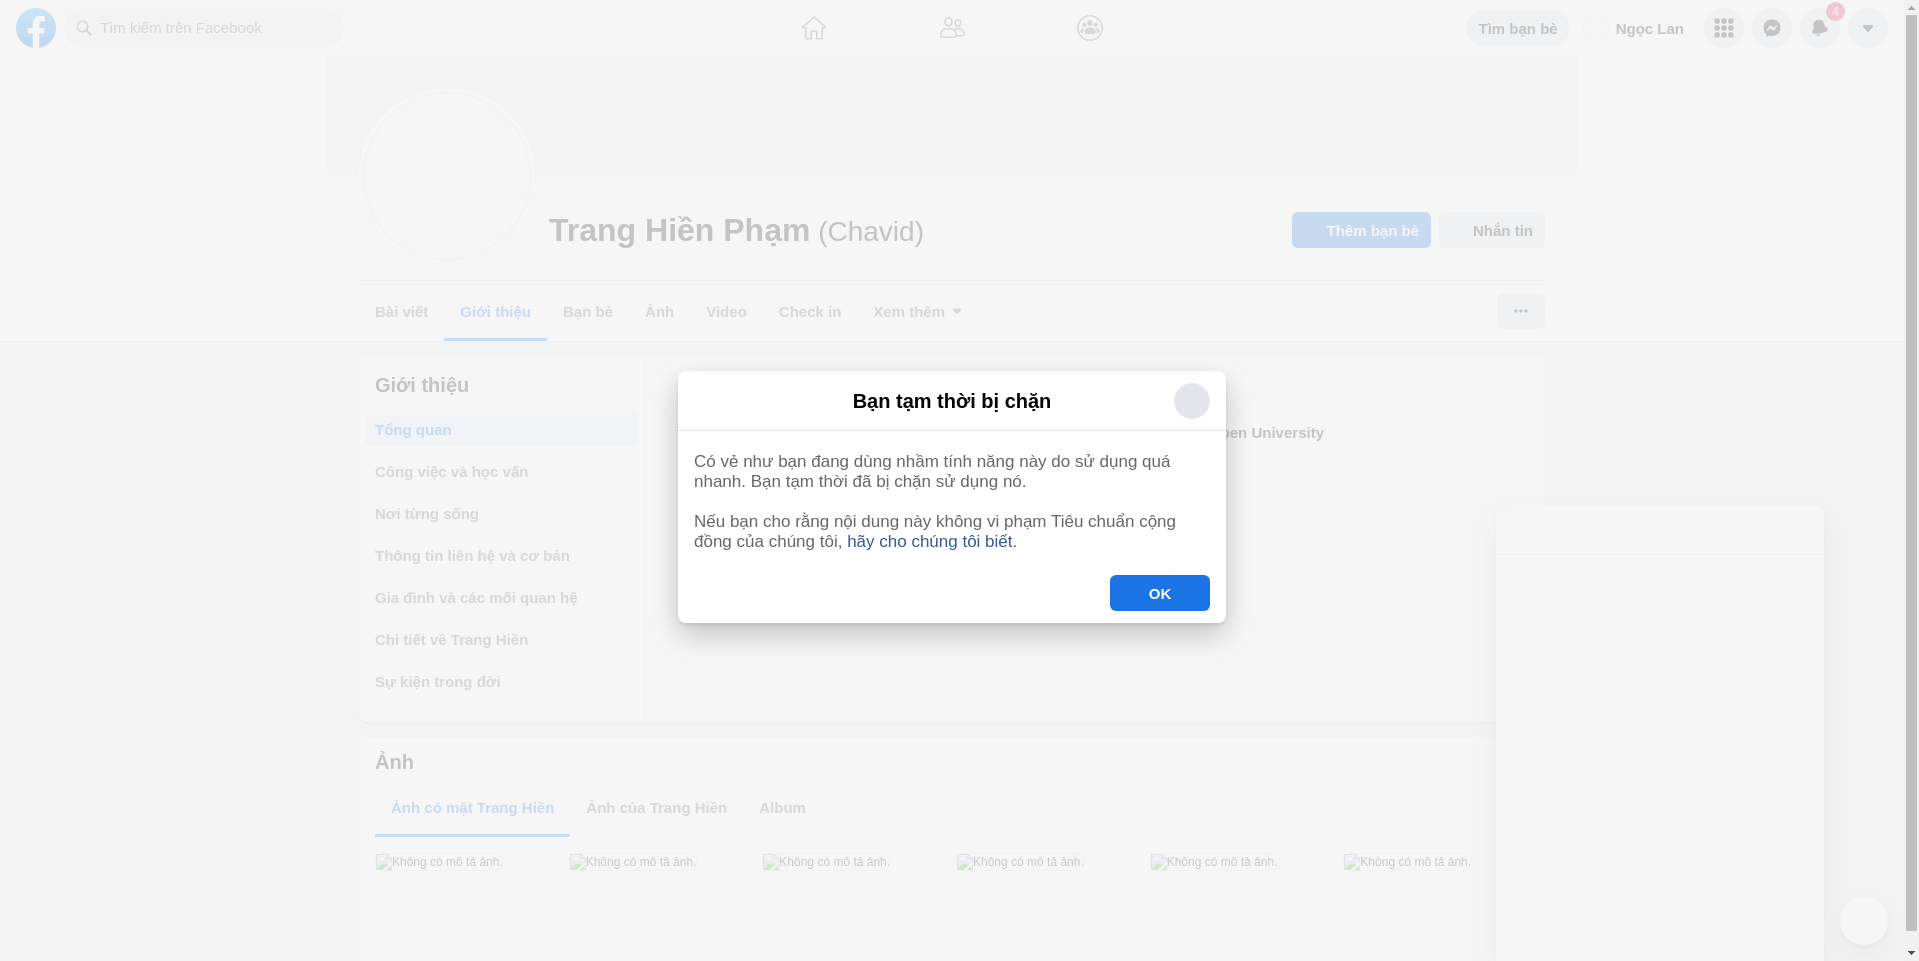 Tìm kiếm trên Facebook
Tìm bạn bè
Ngọc Lan
4
Trang Hiền Phạm (Chavid)
Thêm bạn bè
Nhắn tin
Bài viết
Giới thiệu
Bạn bè
Ảnh
Video
Check in
Xem thêm
Giới thiệu
Tổng quan
Công việc và học vấn
Nơi từng sống
Thông tin liên hệ và cơ bản
Gia đình và các mối quan hệ
Chi tiết về Trang Hiền
Sự kiện trong đời
University
Bạn tạm thời bị chặn
Có vẻ như bạn đang dùng nhầm tính năng này do sử dụng quá
nhanh. Bạn tạm thời đã bị chặn sử dụng nó.
Nếu bạn cho rằng nội dung này không vi phạm Tiêu chuẩn cộng
đồng của chúng tôi, hãy cho chúng tôi biết.
OK
Ảnh
Ảnh có mặt Trang Hiền
Ảnh của Trang Hiền
Album
Không có mô tả ảnh.
Không có mô tả ảnh.
Không có mô tả ảnh.
Không có mô tả ảnh.
Không có mô tả ảnh.
Không có mô tả ảnh.